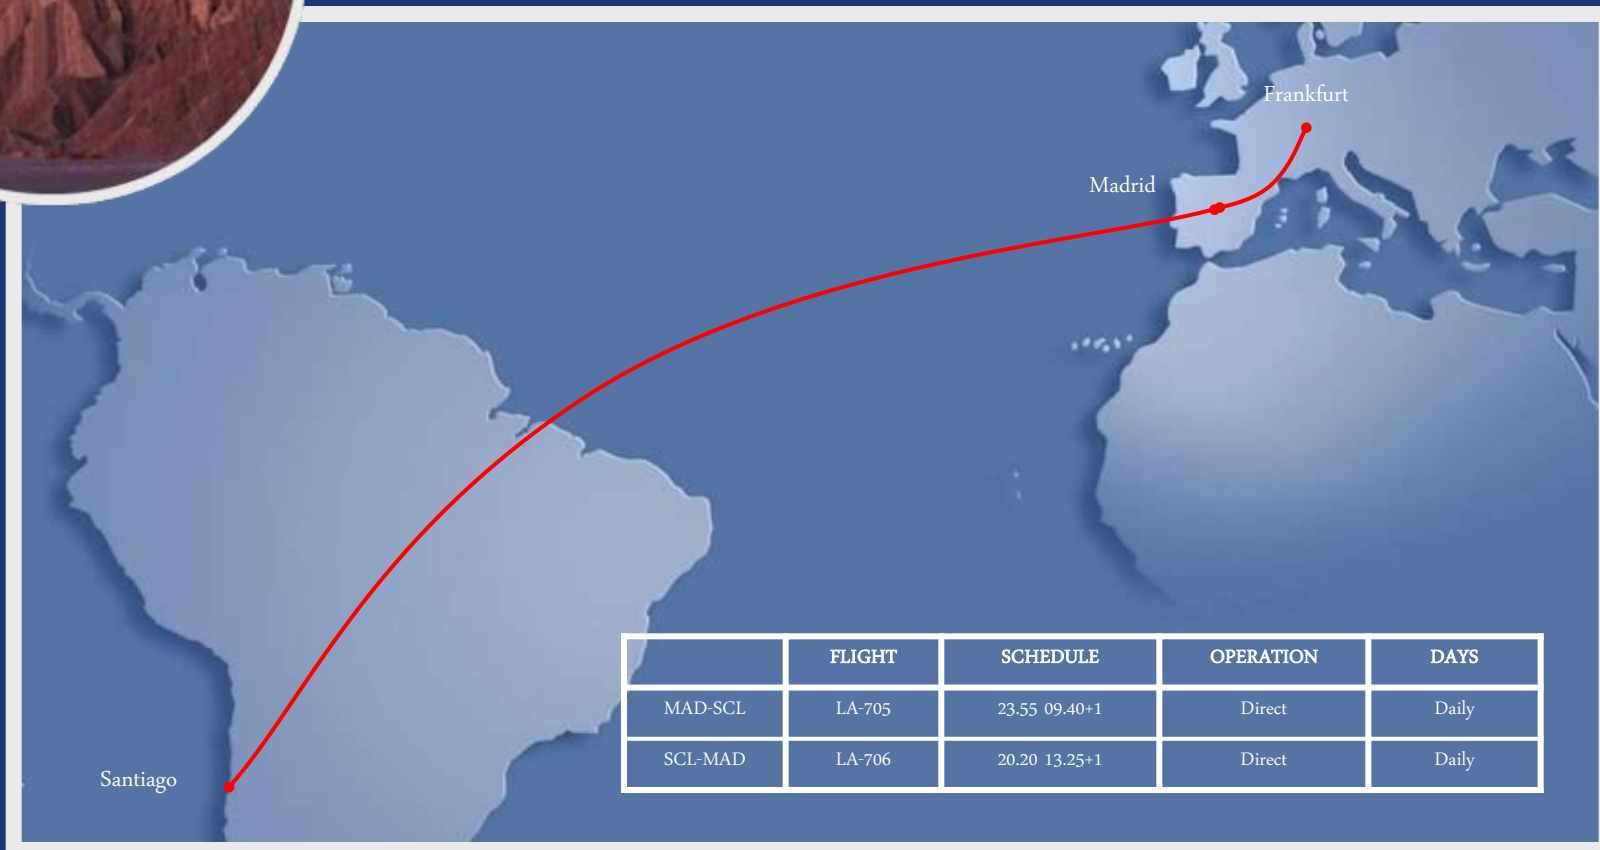 Frankfurt
Madrid
Santiago
FLIGHT SCHEDULE OPERATION DAYS
MAD-SCL LA-705 23.55 09.40+1 Direct Daily
SCL-MAD LA-706 20.20 13.25+1 Direct Daily